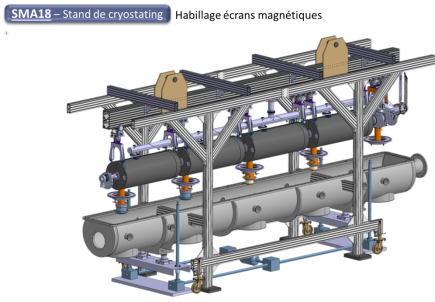 SMA18 – Stand de cryostating Habillage écrans magnétiques